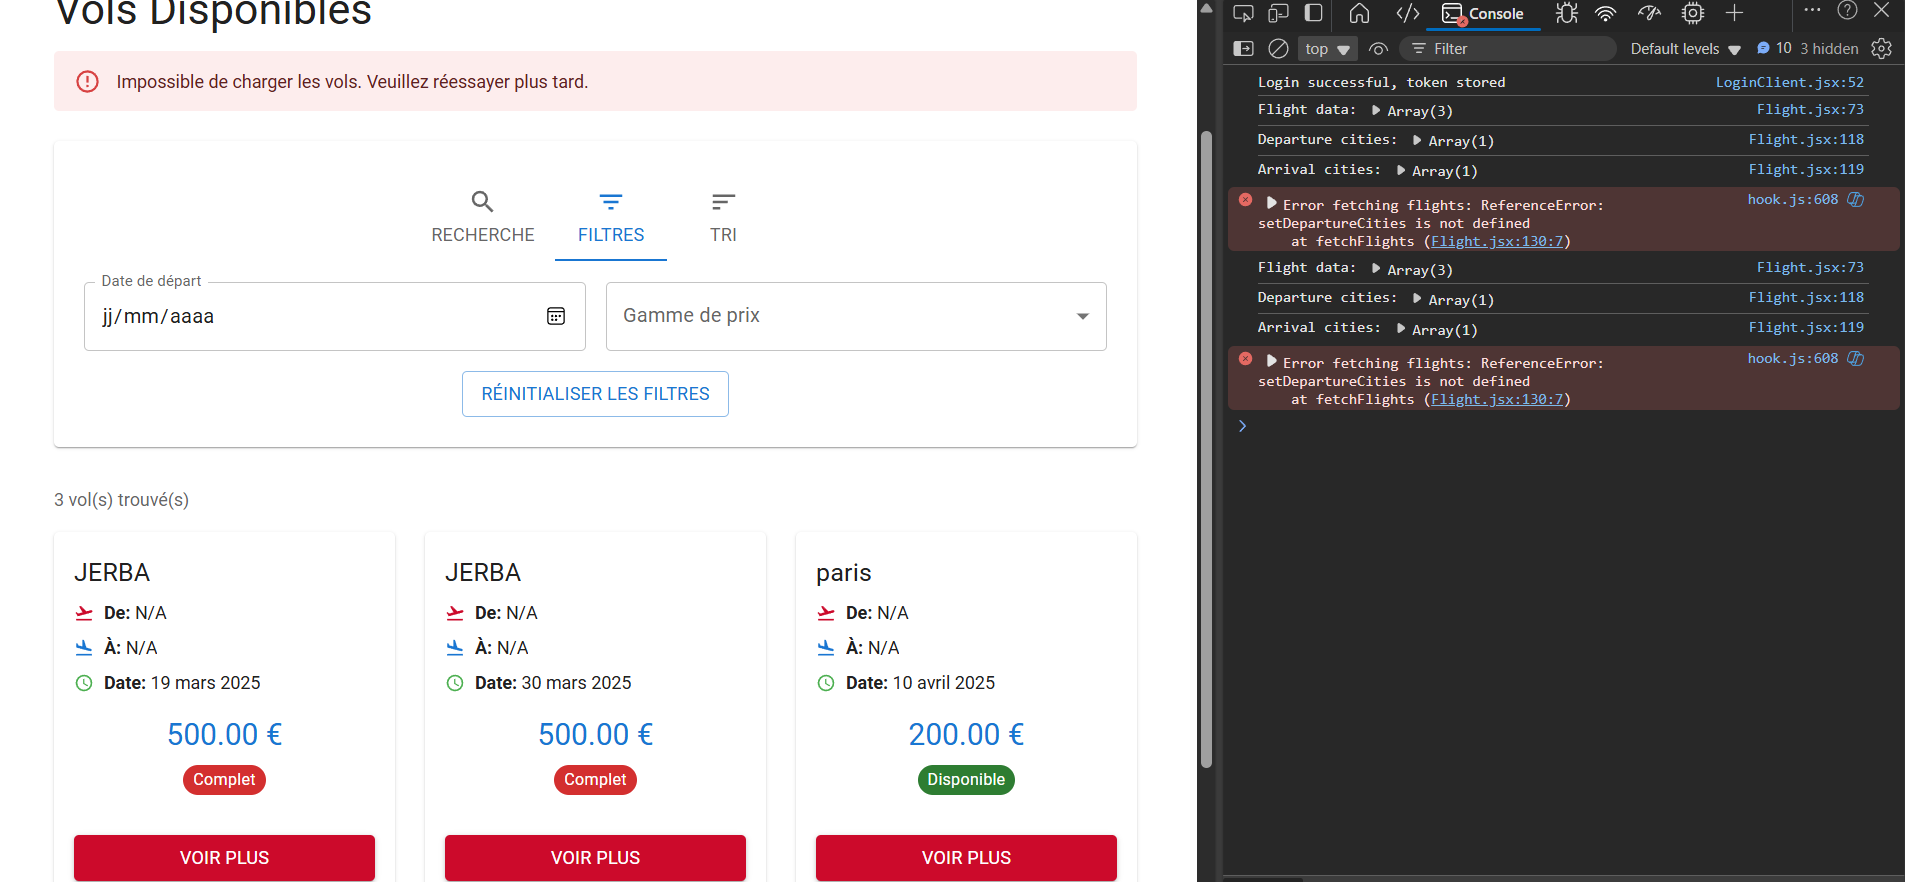 Vols Disponibles
Impossible de charger les vols. Veuillez réessayer plus tard.
RECHERCHE
FILTRES
TRI
Date de départ
jj/mm/aaaa
Gamme de prix
RÉINITIALISER LES FILTRES
3 vol(s) trouvé(s)
JERBA
De: N/A
À: N/A
Date: 19 mars 2025
500.00 €
Complet
VOIR PLUS
JERBA
De: N/A
À: N/A
Date: 30 mars 2025
500.00 €
Complet
VOIR PLUS
paris
De: N/A
À: N/A
Date: 10 avril 2025
200.00 €
Disponible
VOIR PLUS
Console
top
Filter
Default levels
10
3 hidden
Login successful, token stored LoginClient.jsx:52
Flight data: Array(3) Flight.jsx:73
Departure cities: Array(1) Flight.jsx:118
Arrival cities: Array(1) Flight.jsx:119
Error fetching flights: ReferenceError: hook.js:608
setDepartureCities is not defined
at fetchFlights (Flight.jsx:130:7)
Flight data: Array(3) Flight.jsx:73
Departure cities: Array(1) Flight.jsx:118
Arrival cities: Array(1) Flight.jsx:119
Error fetching flights: ReferenceError: hook.js:608
setDepartureCities is not defined
at fetchFlights (Flight.jsx:130:7)